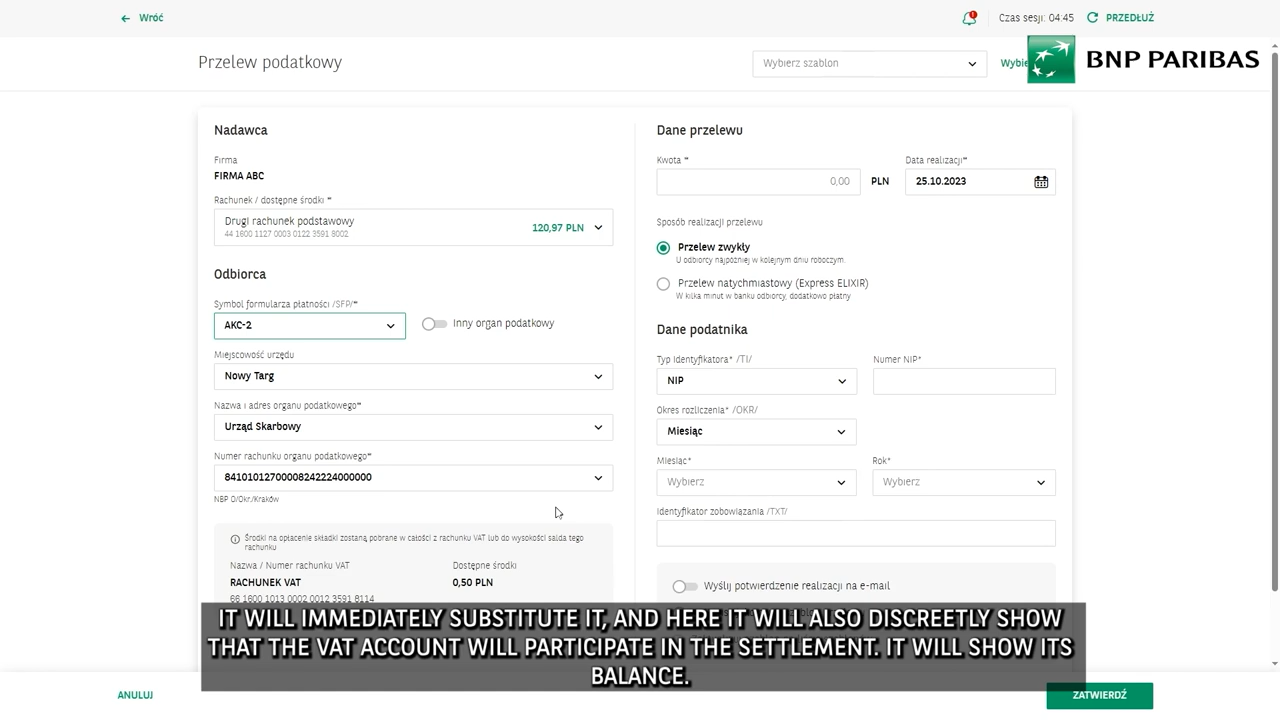 Wróć
Czas sesji: 04:45
PRZEDŁUŻ
Przelew podatkowy
Wybierz szablon
BNP PARIBAS
Nadawca
Firma
FIRMA ABC
Rachunek / dostępne środki *
Drugi rachunek podstawowy
44 1600 1127 0003 0122 3591 8002
120,97 PLN
Odbiorca
Symbol formularza płatności /SFP/*
AKC-2
Inny organ podatkowy
Miejscowość urzędu
Nowy Targ
Nazwa i adres organu podatkowego*
Urząd Skarbowy
Numer rachunku organu podatkowego*
84101012700008242224000000
NBP O/Okr./Kraków
Środki na opłacenie składki zostaną pobrane w całości z rachunku VAT lub do wysokości salda tego
rachunku
Nazwa / Numer rachunku VAT
Dostępne środki
RACHUNEK VAT
0,50 PLN
66 1600 1013 0002 0012 3591 8114
Dane przelewu
Kwota *
0,00
PLN
Data realizacji*
25.10.2023
Sposób realizacji przelewu
Przelew zwykły
U odbiorcy najpóźniej w kolejnym dniu roboczym.
Przelew natychmiastowy (Express ELIXIR)
W kilka minut w banku odbiorcy, dodatkowo płatny
Dane podatnika
Typ Identyfikatora* /TI/
NIP
Numer NIP*
Okres rozliczenia* /OKR/
Miesiąc
Miesiąc*
Wybierz
Rok*
Wybierz
Identyfikator zobowiązania /TXT/
Wyślij potwierdzenie realizacji na e-mail
IT WILL IMMEDIATELY SUBSTITUTE IT, AND HERE IT WILL ALSO DISCREETLY SHOW
THAT THE VAT ACCOUNT WILL PARTICIPATE IN THE SETTLEMENT. IT WILL SHOW ITS
BALANCE.
ANULUJ
ZATWIERDŹ